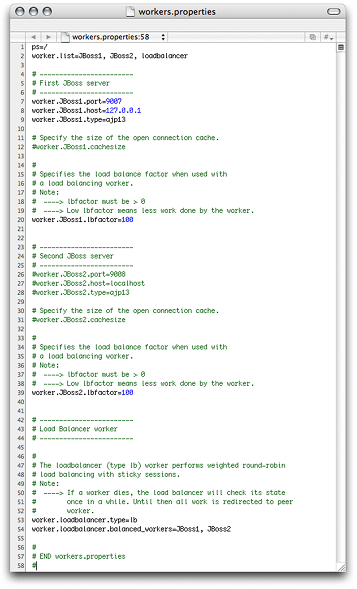 workers.properties
workers.properties:58
1 ps=/
2 worker.list=JBoss1, JBoss2, loadbalancer
3
4 # ------------------------
5 # First JBoss server
6 # ------------------------
7 worker.JBoss1.port=9007
8 worker.JBoss1.host=127.0.0.1
9 worker.JBoss1.type=ajp13
10
11 # Specify the size of the open connection cache.
12 #worker.JBoss1.cachesize
13
14 #
15 # Specifies the load balance factor when used with
16 # a load balancing worker.
17 # Note:
18 #  ----> lbfactor must be > 0
19 #  ----> Low lbfactor means less work done by the worker.
20 worker.JBoss1.lbfactor=100
21
22
23 # ------------------------
24 # Second JBoss server
25 # ------------------------
26 #worker.JBoss2.port=9008
27 #worker.JBoss2.host=localhost
28 #worker.JBoss2.type=ajp13
29
30 # Specify the size of the open connection cache.
31 #worker.JBoss2.cachesize
32
33 #
34 # Specifies the load balance factor when used with
35 # a load balancing worker.
36 # Note:
37 #  ----> lbfactor must be > 0
38 #  ----> Low lbfactor means less work done by the worker.
39 worker.JBoss2.lbfactor=100
40
41
42 # ------------------------
43 # Load Balancer worker
44 # ------------------------
45
46 #
47 # The loadbalancer (type lb) worker performs weighted round-robin
48 # load balancing with sticky sessions.
49 # Note:
50 #  ----> If a worker dies, the load balancer will check its state
51 #        once in a while. Until then all work is redirected to peer
52 #        worker.
53 worker.loadbalancer.type=lb
54 worker.loadbalancer.balanced_workers=JBoss1, JBoss2
55
56 #
57 # END workers.properties
58 #